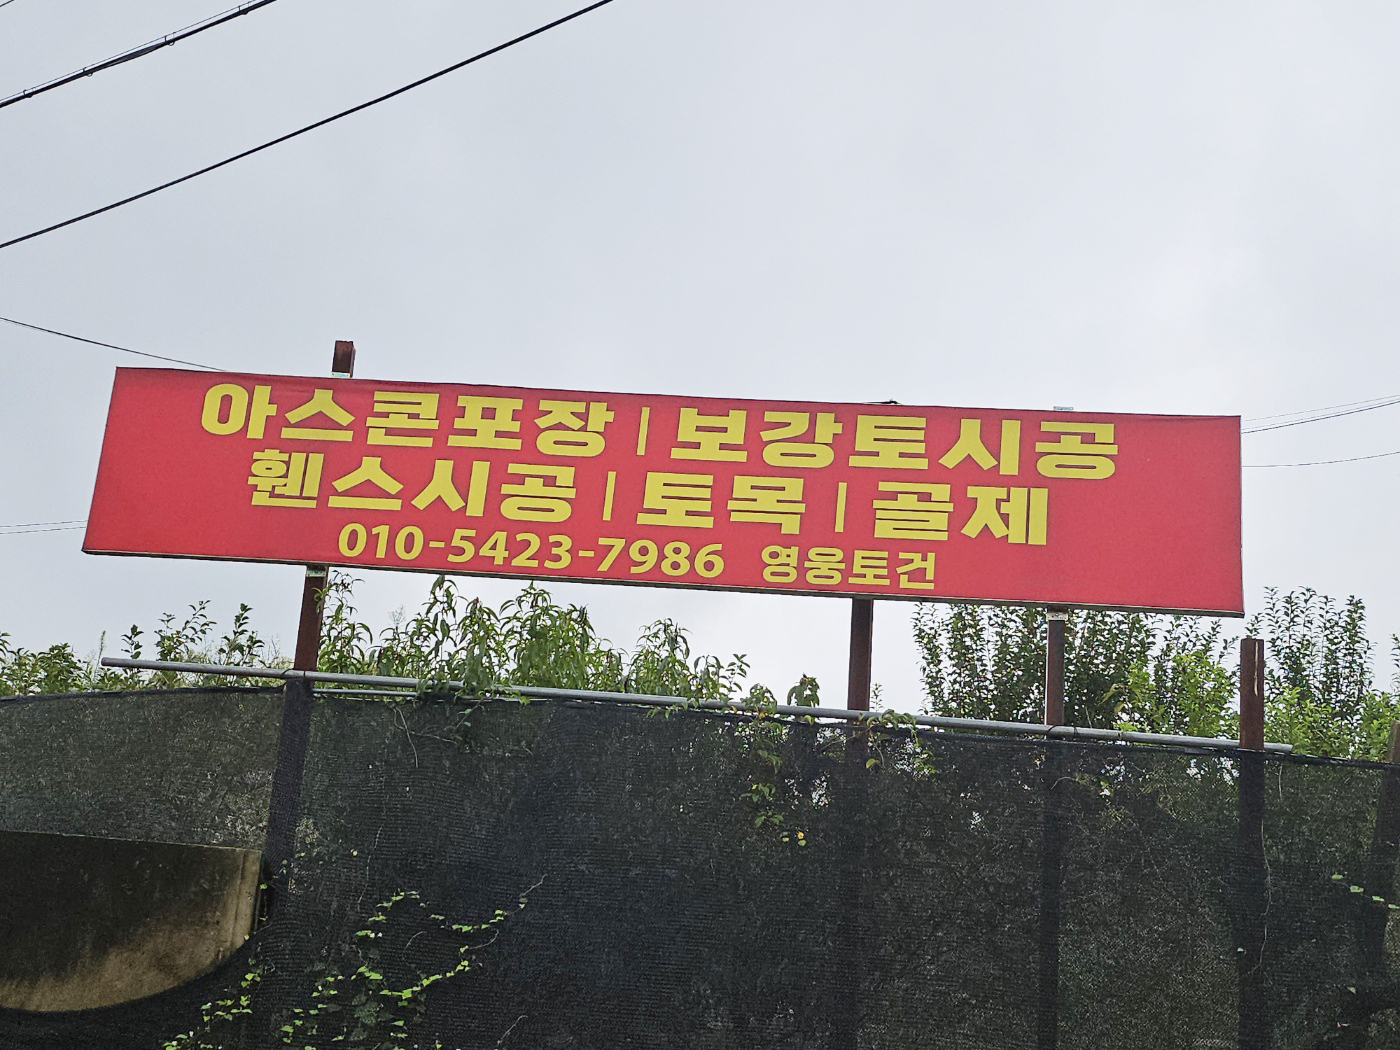 아스콘포장 | 보강토시공
휀스시공 | 토목 | 골제
010-5423-7986 영웅토건